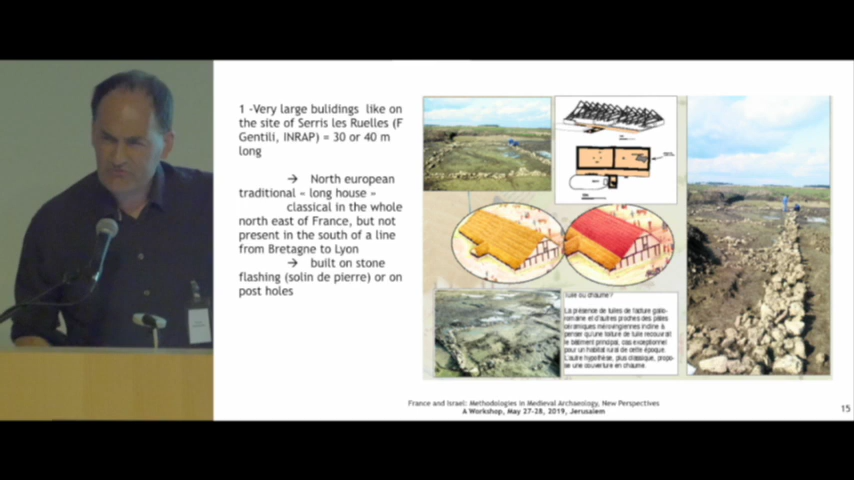 1 -Very large bulidings like on
the site of Serris les Ruelles (F
Gentili, INRAP) = 30 or 40 m
long
→ North european
traditional « long house »
classical in the whole
north east of France, but not
present in the south of a line
from Bretagne to Lyon
→ built on stone
flashing (solin de pierre) or on
post holes
Tuile ou chaume ?
La présence de tuiles de facture gallo-
romaine et d'autres proches des pâtes
céramiques mérovingiennes incline à
penser qu'une toiture de tuile recouvrait
le bâtiment principal, cas exceptionnel
pour un habitat rural de cette époque.
L'autre hypothèse, plus classique, propo-
se une couverture en chaume.
France and Israel: Methodologies in Medieval Archaeology, New Perspectives
A Workshop, May 27-28, 2019, Jerusalem
15